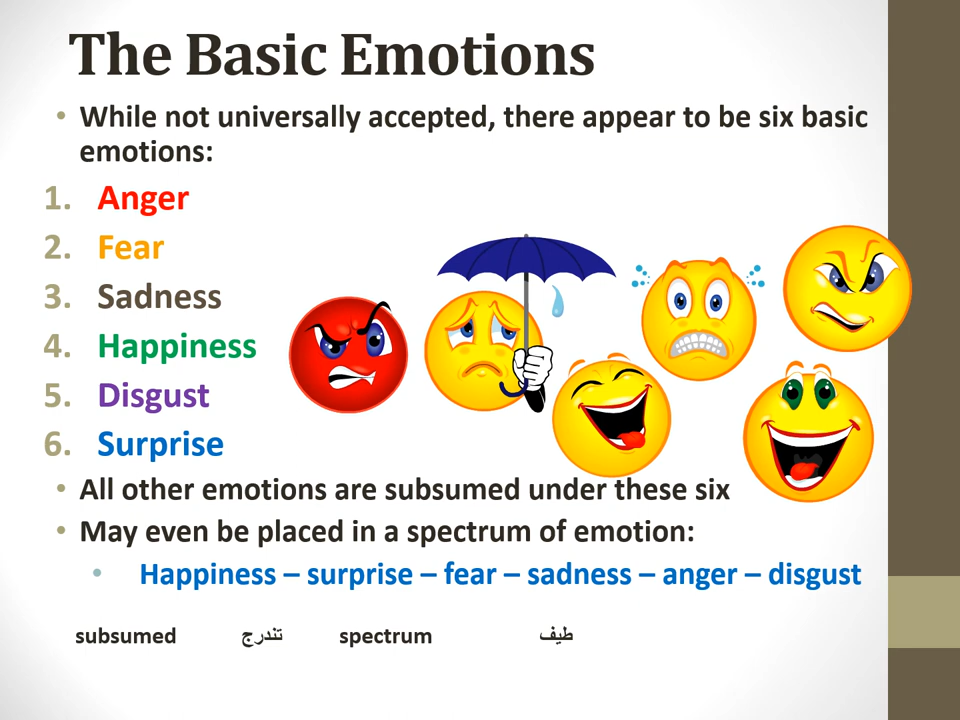 The Basic Emotions
• While not universally accepted, there appear to be six basic
emotions:
1. Anger
2. Fear
3. Sadness
4. Happiness
5. Disgust
6. Surprise
• All other emotions are subsumed under these six
• May even be placed in a spectrum of emotion:
• Happiness – surprise – fear – sadness – anger – disgust
subsumed تندرج spectrum طيف